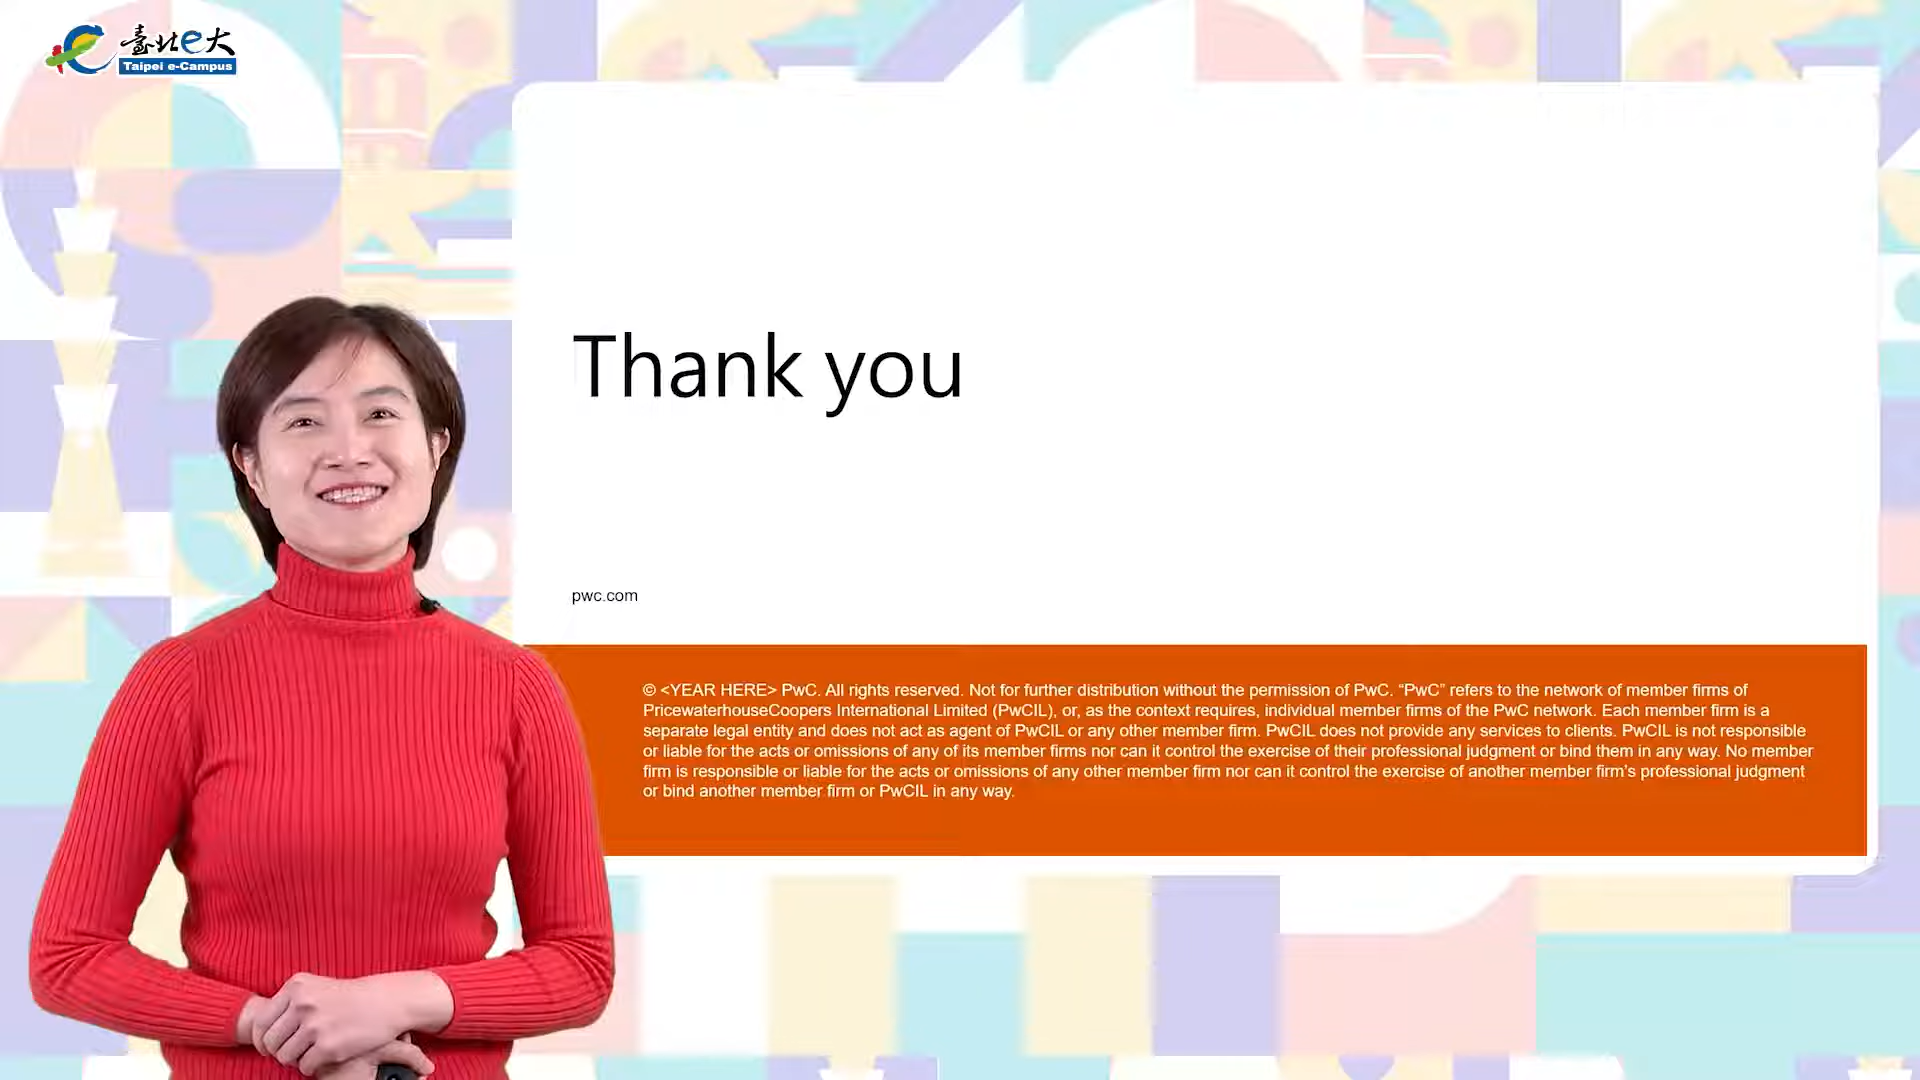 臺北e大
Taipei e-Campus
Thank you
pwc.com
© <YEAR HERE> PwC. All rights reserved. Not for further distribution without the permission of PwC. “PwC” refers to the network of member firms of
PricewaterhouseCoopers International Limited (PwCIL), or, as the context requires, individual member firms of the PwC network. Each member firm is a
separate legal entity and does not act as agent of PwCIL or any other member firm. PwCIL does not provide any services to clients. PwCIL is not responsible
or liable for the acts or omissions of any of its member firms nor can it control the exercise of their professional judgment or bind them in any way. No member
firm is responsible or liable for the acts or omissions of any other member firm nor can it control the exercise of another member firm’s professional judgment
or bind another member firm or PwCIL in any way.